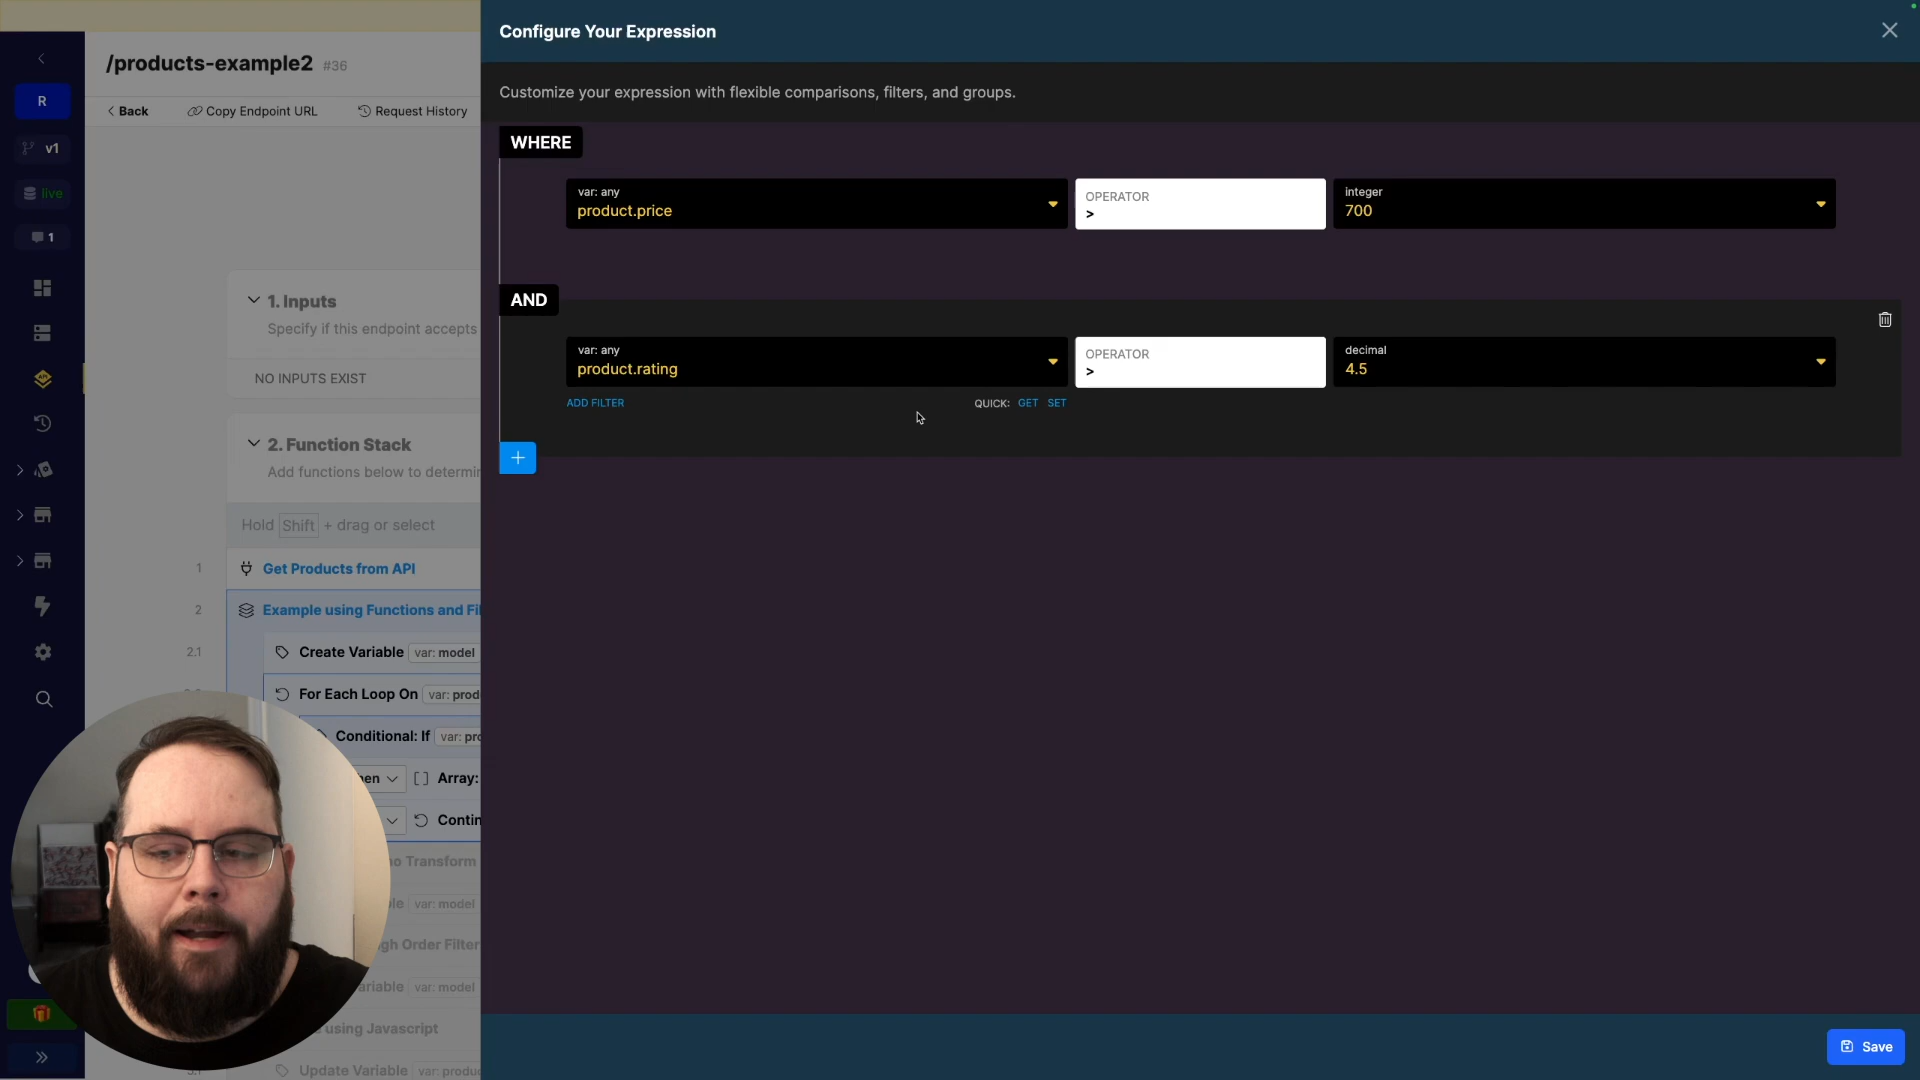 Configure Your Expression
/products-example2 #36
Customize your expression with flexible comparisons, filters, and groups.
R
Back
Copy Endpoint URL
Request History
WHERE
v1
live
1
var: any
product.price
OPERATOR
>
integer
700
AND
1. Inputs
Specify if this endpoint accepts
NO INPUTS EXIST
var: any
product.rating
OPERATOR
>
decimal
4.5
ADD FILTER
QUICK: GET SET
2. Function Stack
Add functions below to determi
Hold Shift + drag or select
1 Get Products from API
2 Example using Functions and Fil
2.1 Create Variable var: model
For Each Loop On var: prod
Conditional: If var: pro
Array:
Contin
Transform
var: model
gh Order Filter
ariable var: model
using Javascript
Update Variable var: produ
Save